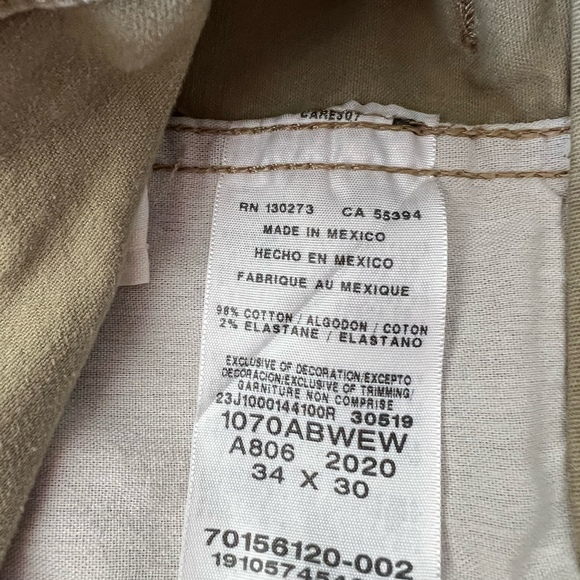 CARE307
RN 130273 CA 55394
MADE IN MEXICO
HECHO EN MEXICO
FABRIQUE AU MEXIQUE
98% COTTON / ALGODON / COTON
2% ELASTANE / ELASTANO
EXCLUSIVE OF DECORATION/EXCEPTO
DECORACION/EXCLUSIVE OF TRIMMING/
GARNITURE NON COMPRISE
23J1000144100R 30519
1070ABWEW
A806 2020
34 X 30
70156120-002